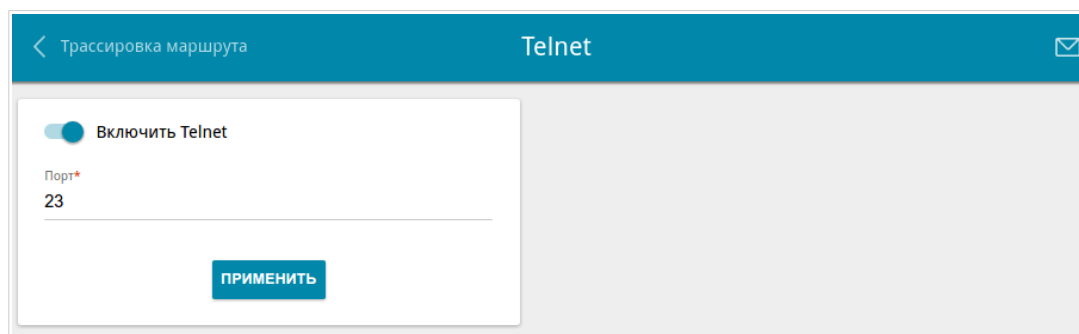 Трассировка маршрута
Telnet
Включить Telnet
Порт*
23
ПРИМЕНИТЬ